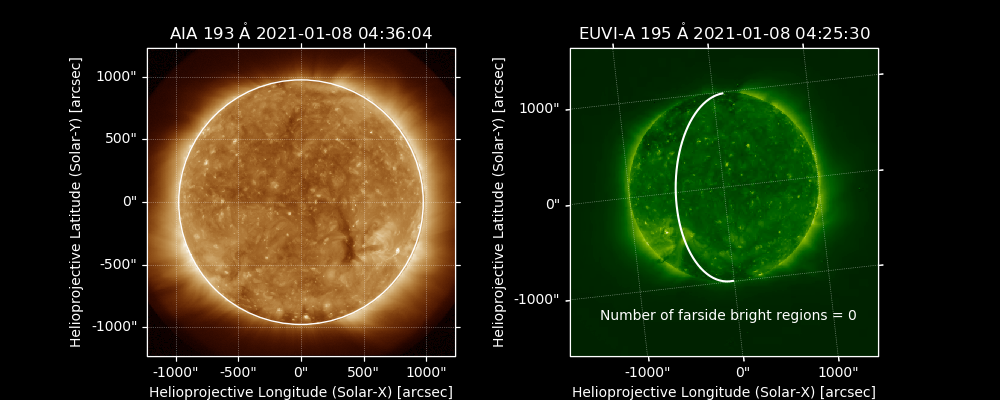 AIA 193 Å 2021-01-08 04:36:04
EUVI-A 195 Å 2021-01-08 04:25:30
Helioprojective Latitude (Solar-Y) [arcsec]
1000"
500"
0"
-500"
-1000"
-1000"
-500"
0"
500"
1000"
Helioprojective Longitude (Solar-X) [arcsec]
Helioprojective Latitude (Solar-Y) [arcsec]
1000"
0"
-1000"
Number of farside bright regions = 0
-1000"
0"
1000"
Helioprojective Longitude (Solar-X) [arcsec]